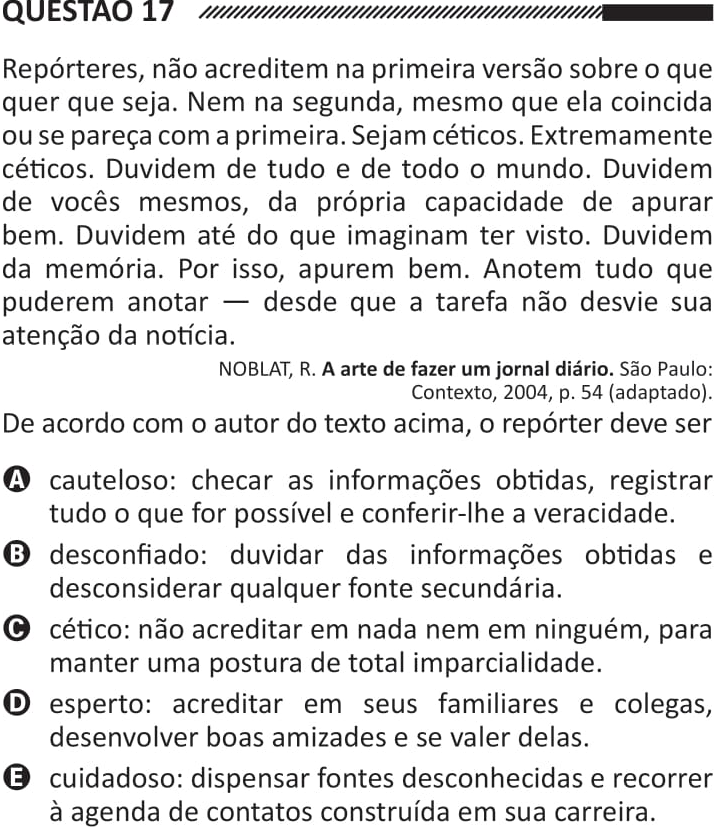 QUESTÃO 17
Repórteres, não acreditem na primeira versão sobre o que
quer que seja. Nem na segunda, mesmo que ela coincida
ou se pareça com a primeira. Sejam céticos. Extremamente
céticos. Duvidem de tudo e de todo o mundo. Duvidem
de vocês mesmos, da própria capacidade de apurar
bem. Duvidem até do que imaginam ter visto. Duvidem
da memória. Por isso, apurem bem. Anotem tudo que
puderem anotar — desde que a tarefa não desvie sua
atenção da notícia.
NOBLAT, R. A arte de fazer um jornal diário. São Paulo:
Contexto, 2004, p. 54 (adaptado).
De acordo com o autor do texto acima, o repórter deve ser
A cauteloso: checar as informações obtidas, registrar
tudo o que for possível e conferir-lhe a veracidade.
B desconfiado: duvidar das informações obtidas e
desconsiderar qualquer fonte secundária.
C cético: não acreditar em nada nem em ninguém, para
manter uma postura de total imparcialidade.
D esperto: acreditar em seus familiares e colegas,
desenvolver boas amizades e se valer delas.
E cuidadoso: dispensar fontes desconhecidas e recorrer
à agenda de contatos construída em sua carreira.